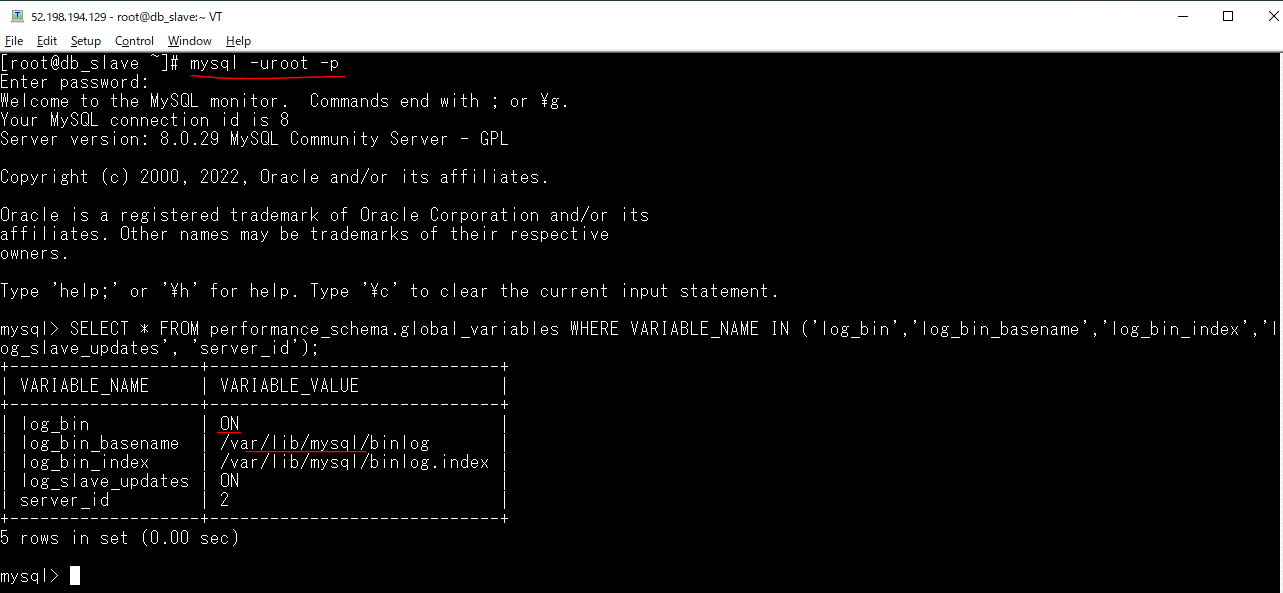 52.198.194.129 - root@db_slave:~ VT
File Edit Setup Control Window Help
[root@db_slave ~]# mysql -uroot -p
Enter password:
Welcome to the MySQL monitor.  Commands end with ; or ¥g.
Your MySQL connection id is 8
Server version: 8.0.29 MySQL Community Server - GPL
Copyright (c) 2000, 2022, Oracle and/or its affiliates.
Oracle is a registered trademark of Oracle Corporation and/or its
affiliates. Other names may be trademarks of their respective
owners.
Type 'help;' or '¥h' for help. Type '¥c' to clear the current input statement.
mysql> SELECT * FROM performance_schema.global_variables WHERE VARIABLE_NAME IN ('log_bin','log_bin_basename','log_bin_index','l
og_slave_updates', 'server_id');
+-------------------+-----------------------------+
| VARIABLE_NAME     | VARIABLE_VALUE              |
+-------------------+-----------------------------+
| log_bin           | ON                          |
| log_bin_basename  | /var/lib/mysql/binlog       |
| log_bin_index     | /var/lib/mysql/binlog.index |
| log_slave_updates | ON                          |
| server_id         | 2                           |
+-------------------+-----------------------------+
5 rows in set (0.00 sec)
mysql>